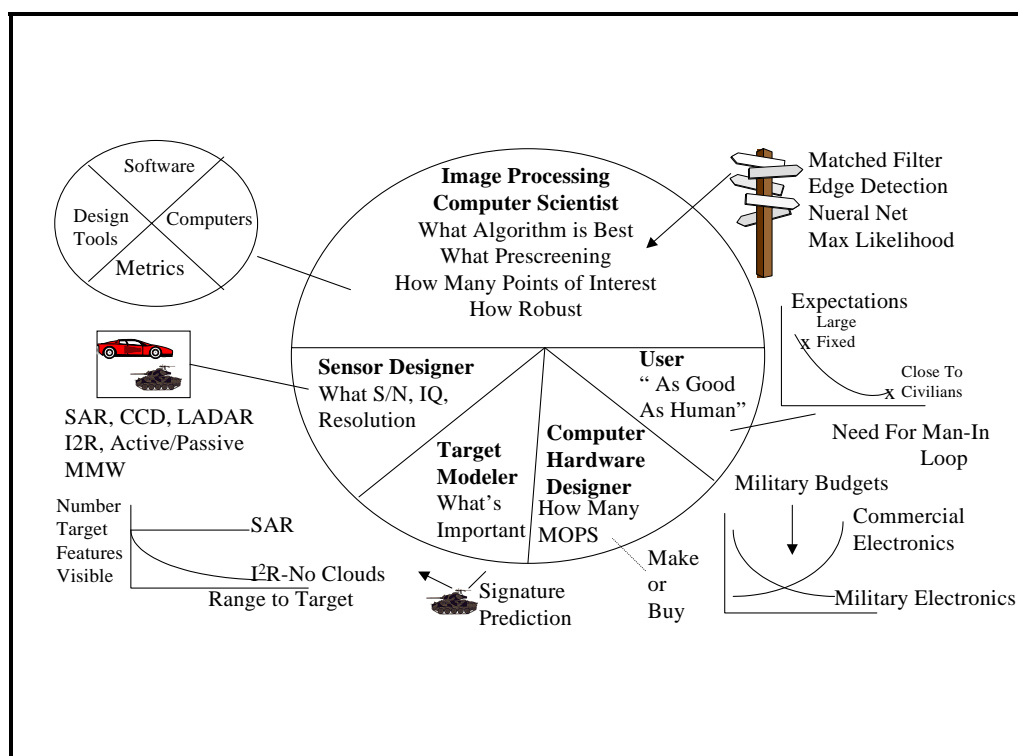 Software
Design
Tools
Computers
Metrics
Image Processing
Computer Scientist
What Algorithm is Best
What Prescreening
How Many Points of Interest
How Robust
Matched Filter
Edge Detection
Nueral Net
Max Likelihood
Expectations
Large
x Fixed
Close To
x Civilians
Sensor Designer
What S/N, IQ,
Resolution
User
“ As Good
As Human”
Target
Modeler
What’s
Important
Computer
Hardware
Designer
How Many
MOPS
SAR, CCD, LADAR
I2R, Active/Passive
MMW
Need For Man-In
Loop
Number
Target
Features
Visible
SAR
I²R-No Clouds
Range to Target
Signature
Prediction
Make
or
Buy
Military Budgets
Commercial
Electronics
Military Electronics